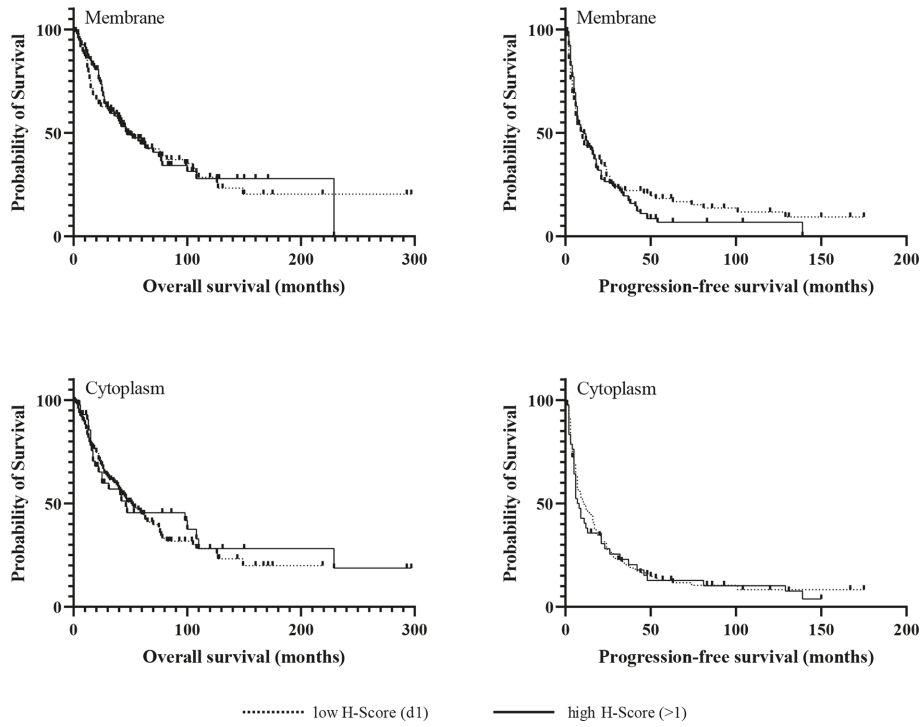 Membrane
Probability of Survival
100
50
0
0 100 200 300
Overall survival (months)
Membrane
Probability of Survival
100
50
0
0 50 100 150 200
Progression-free survival (months)
Cytoplasm
Probability of Survival
100
50
0
0 100 200 300
Overall survival (months)
Cytoplasm
Probability of Survival
100
50
0
0 50 100 150 200
Progression-free survival (months)
low H-Score (d1) high H-Score (>1)